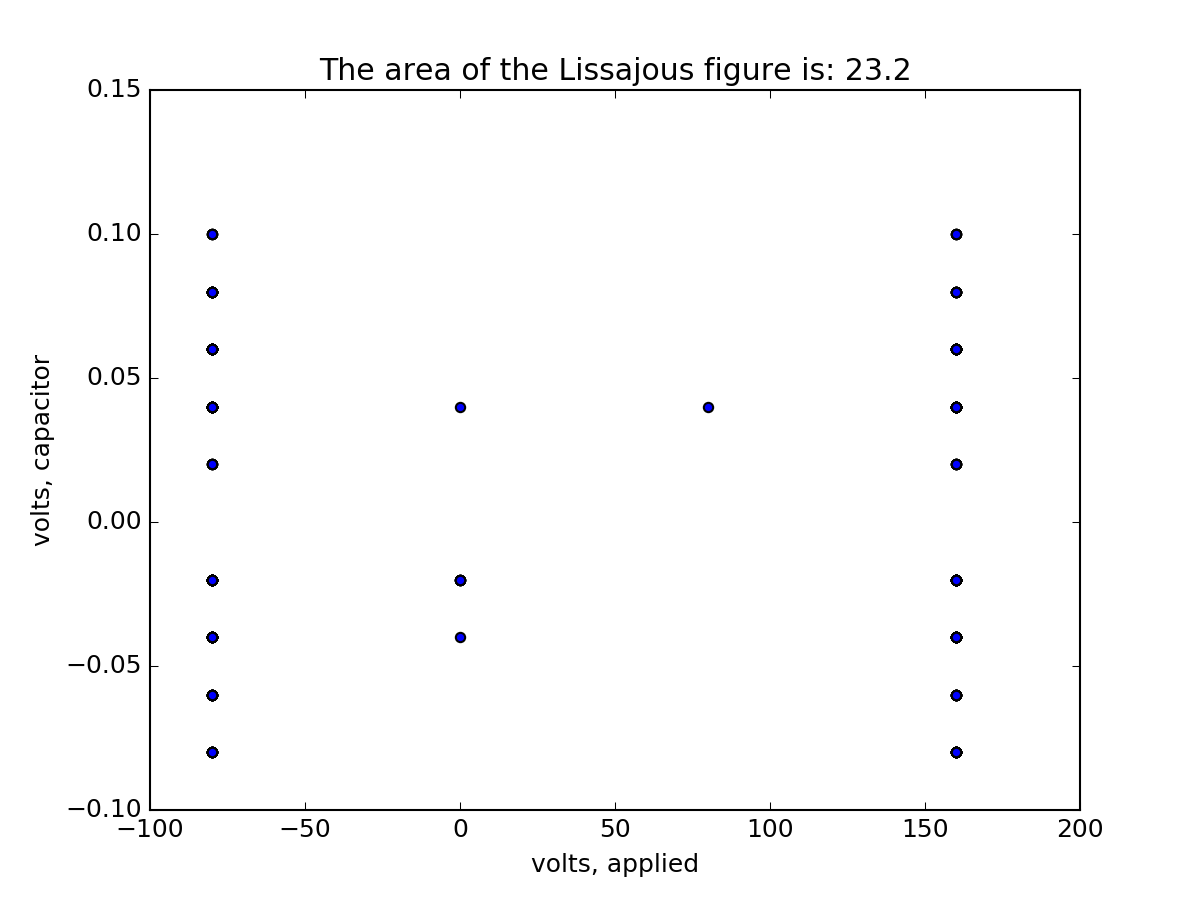 The area of the Lissajous figure is: 23.2
0.15
0.10
0.05
0.00
−0.05
−0.10
volts, capacitor
−100 −50 0 50 100 150 200
volts, applied